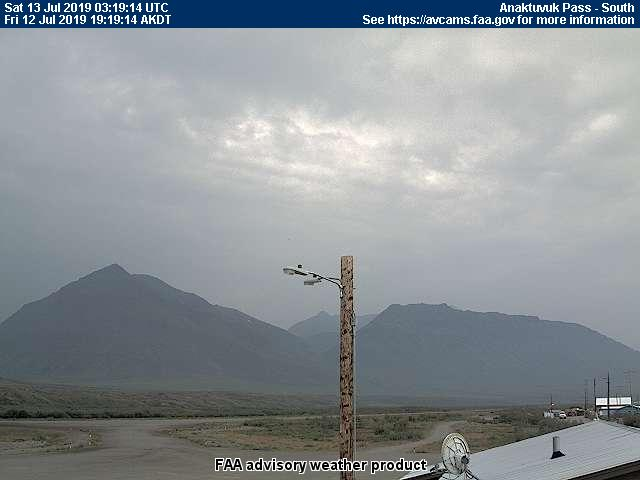 Sat 13 Jul 2019 03:19:14 UTC
Anaktuvuk Pass - South
Fri 12 Jul 2019 19:19:14 AKDT
See https://avcams.faa.gov for more information
FAA advisory weather product